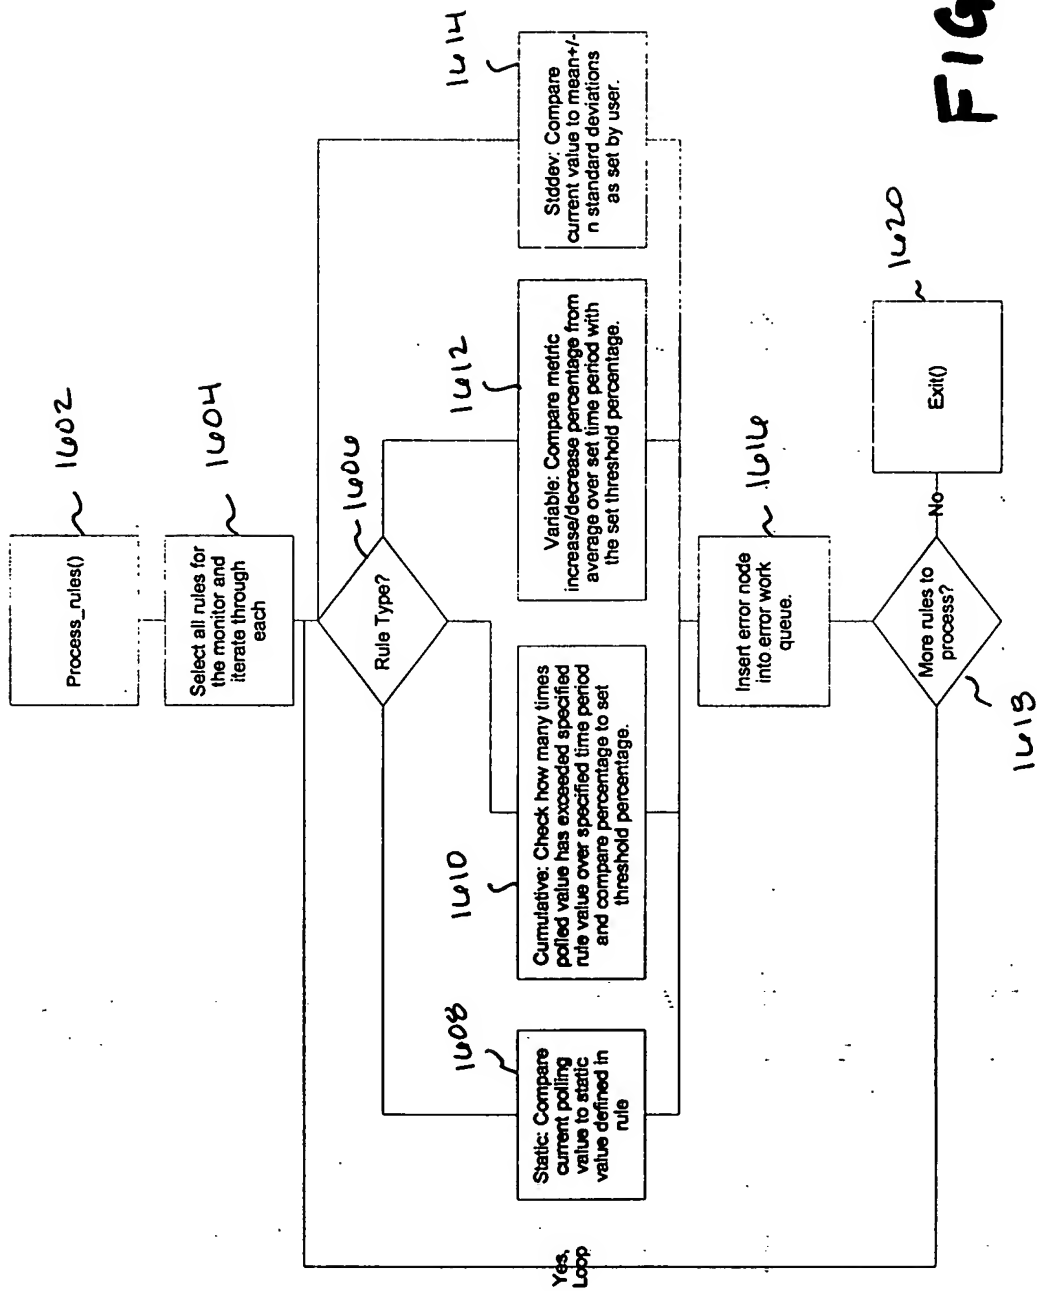 Process_rules()
1602
Select all rules for
the monitor and
iterate through
each
1604
Rule Type?
1606
Static: Compare
current polling
value to static
value defined in
rule
1608
Cumulative: Check how many times
polled value has exceeded specified
rule value over specified time period
and compare percentage to set
threshold percentage.
1610
Variable: Compare metric
increase/decrease percentage from
average over set time period with
the set threshold percentage.
1612
Stddev: Compare
current value to mean+/-
n standard deviations
as set by user.
1614
Insert error node
into error work
queue.
1616
More rules to
process?
1618
Yes,
Loop
No
Exit()
1620
FIG